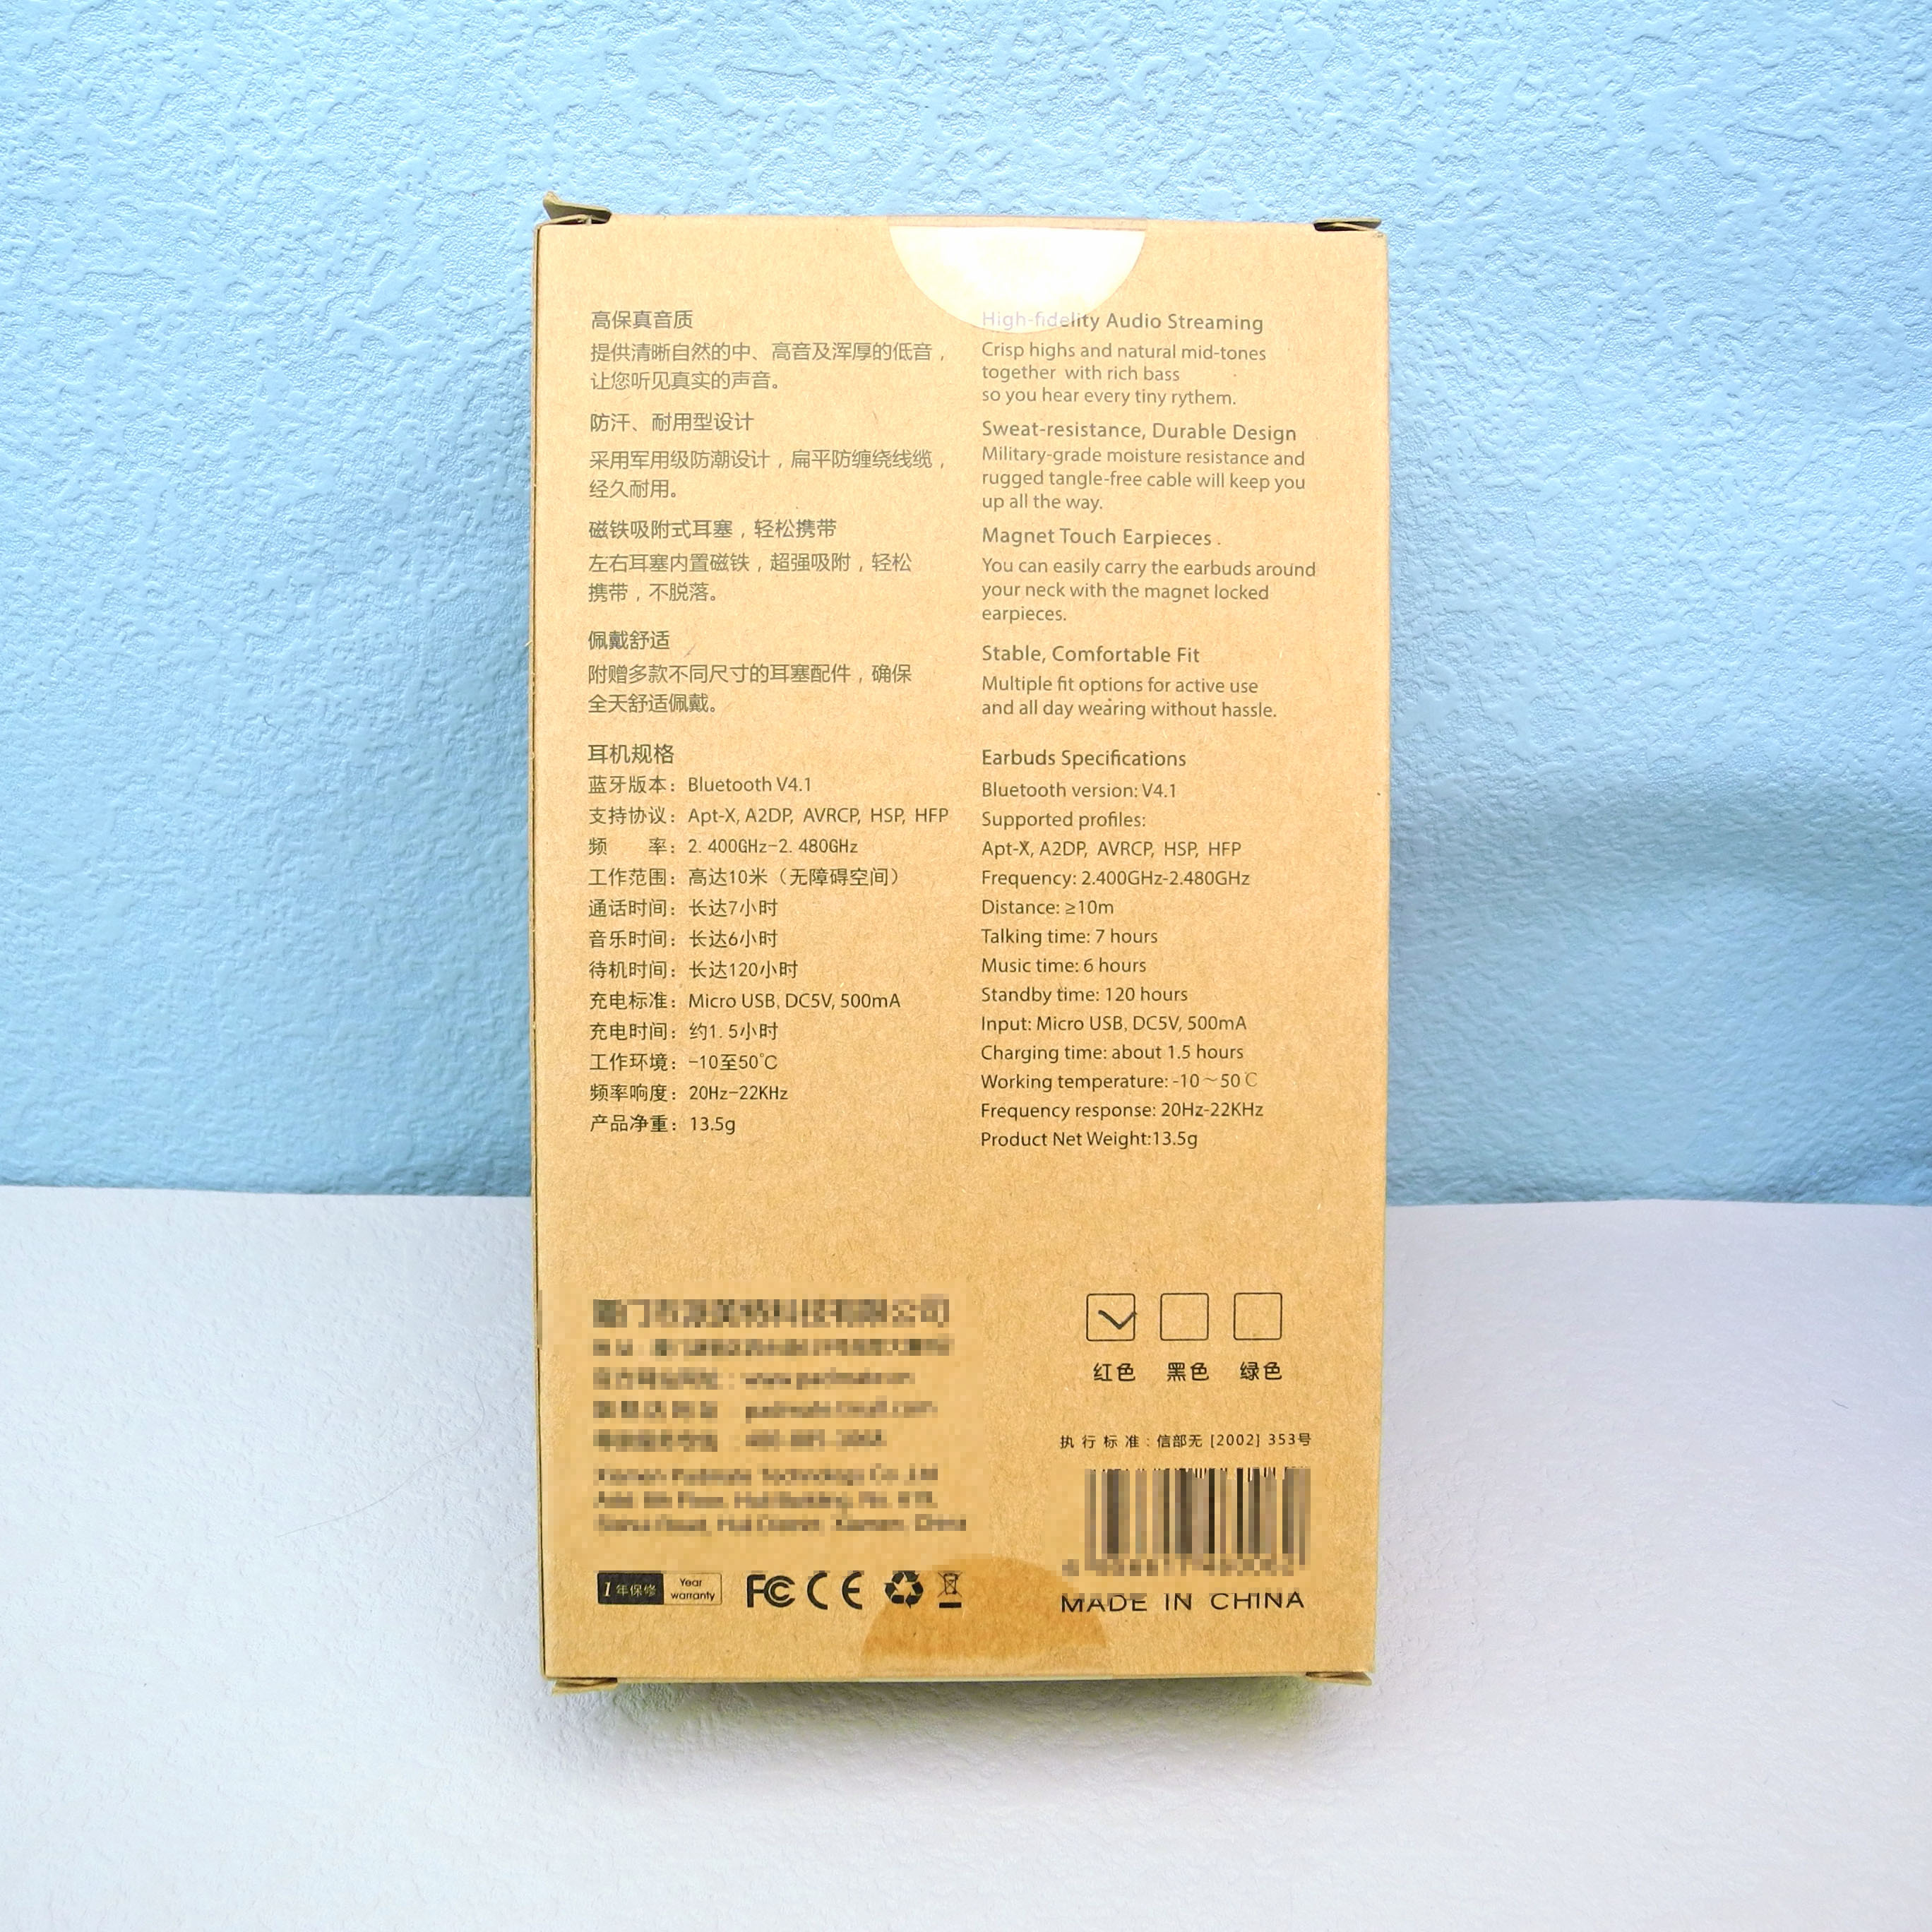 高保真音质
提供清晰自然的中、高音及浑厚的低音，
让您听见真实的声音。
防汗、耐用型设计
采用军用级防潮设计，扁平防缠绕线缆，
经久耐用。
磁铁吸附式耳塞，轻松携带
左右耳塞内置磁铁，超强吸附，轻松
携带，不脱落。
佩戴舒适
附赠多款不同尺寸的耳塞配件，确保
全天舒适佩戴。
耳机规格
蓝牙版本：Bluetooth V4.1
支持协议：Apt-X, A2DP, AVRCP, HSP, HFP
频 率：2.400GHz-2.480GHz
工作范围：高达10米（无障碍空间）
通话时间：长达7小时
音乐时间：长达6小时
待机时间：长达120小时
充电标准：Micro USB, DC5V, 500mA
充电时间：约1.5小时
工作环境：-10至50℃
频率响度：20Hz-22KHz
产品净重：13.5g
High-fidelity Audio Streaming
Crisp highs and natural mid-tones
together with rich bass
so you hear every tiny rythem.
Sweat-resistance, Durable Design
Military-grade moisture resistance and
rugged tangle-free cable will keep you
up all the way.
Magnet Touch Earpieces .
You can easily carry the earbuds around
your neck with the magnet locked
earpieces.
Stable, Comfortable Fit
Multiple fit options for active use
and all day wearing without hassle.
Earbuds Specifications
Bluetooth version: V4.1
Supported profiles:
Apt-X, A2DP, AVRCP, HSP, HFP
Frequency: 2.400GHz-2.480GHz
Distance: ≥10m
Talking time: 7 hours
Music time: 6 hours
Standby time: 120 hours
Input: Micro USB, DC5V, 500mA
Charging time: about 1.5 hours
Working temperature: -10～50℃
Frequency response: 20Hz-22KHz
Product Net Weight:13.5g
红色 黑色 绿色
执行标准：信部无 [2002] 353号
1年保修 Year warranty
FC CE
MADE IN CHINA